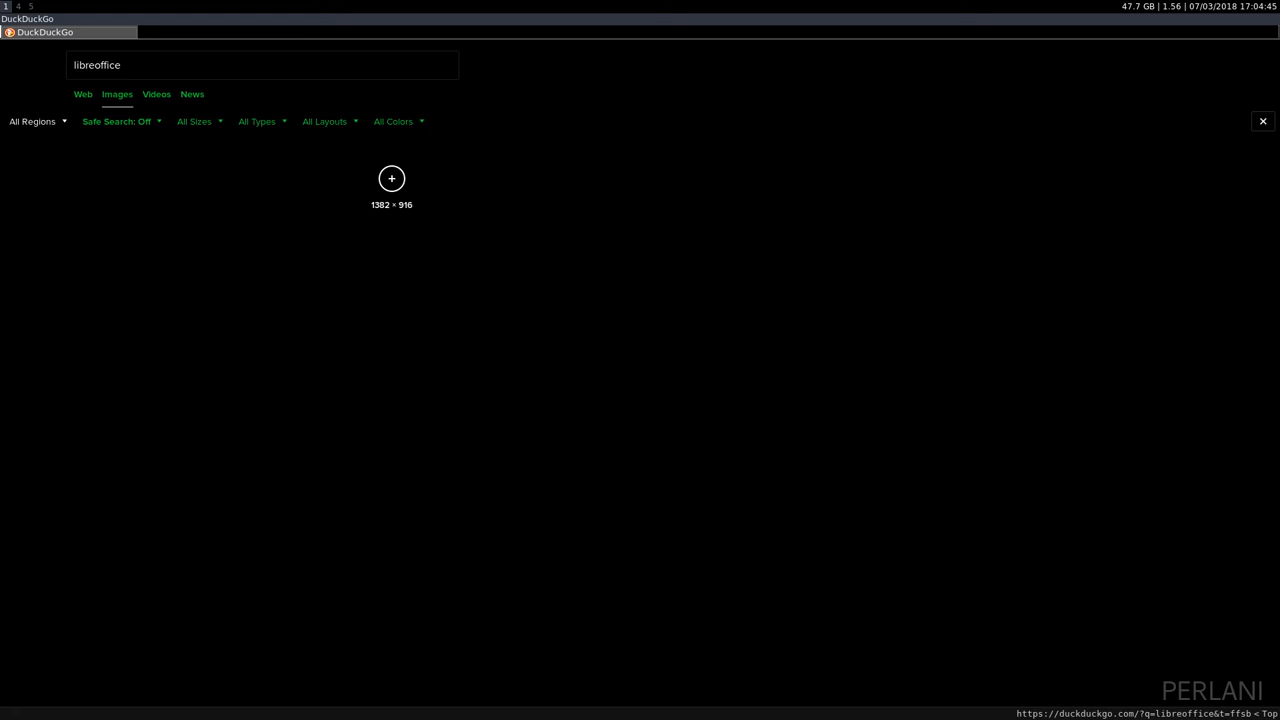 1 4 5
47.7 GB | 1.56 | 07/03/2018 17:04:45
DuckDuckGo
DuckDuckGo
libreoffice
Web Images Videos News
All Regions Safe Search: Off All Sizes All Types All Layouts All Colors
1382 × 916
PERLANI
https://duckduckgo.com/?q=libreoffice&t=ffsb < Top